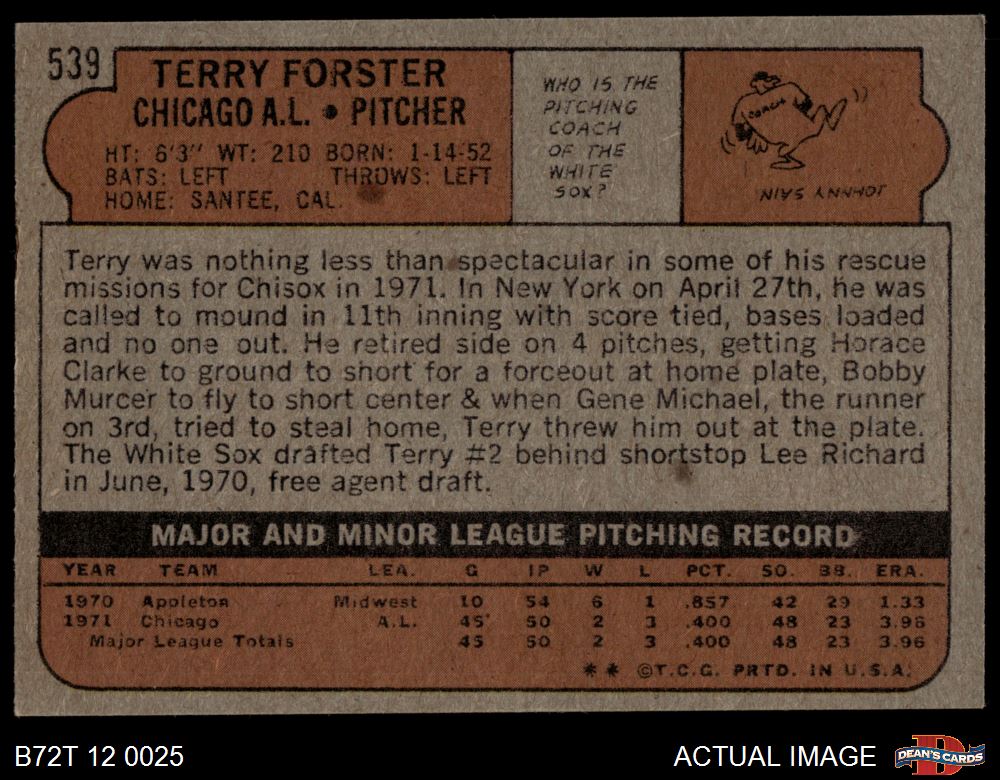 539
TERRY FORSTER
CHICAGO A.L. • PITCHER
HT: 6'3" WT: 210 BORN: 1-14-52
BATS: LEFT THROWS: LEFT
HOME: SANTEE, CAL.
WHO IS THE
PITCHING
COACH
OF THE
WHITE
SOX?
COACH
JOHNNY SAIN
Terry was nothing less than spectacular in some of his rescue
missions for Chisox in 1971. In New York on April 27th, he was
called to mound in 11th inning with score tied, bases loaded
and no one out. He retired side on 4 pitches, getting Horace
Clarke to ground to short for a forceout at home plate, Bobby
Murcer to fly to short center & when Gene Michael, the runner
on 3rd, tried to steal home, Terry threw him out at the plate.
The White Sox drafted Terry #2 behind shortstop Lee Richard
in June, 1970, free agent draft.
MAJOR AND MINOR LEAGUE PITCHING RECORD
YEAR TEAM LEA. G IP W L PCT. SO. BB. ERA.
1970 Appleton Midwest 10 54 6 1 .857 42 29 1.33
1971 Chicago A.L. 45 50 2 3 .400 48 23 3.96
Major League Totals 45 50 2 3 .400 48 23 3.96
** ©T.C.G. PRTD. IN U.S.A.
B72T 12 0025
ACTUAL IMAGE
D
DEAN'S CARDS